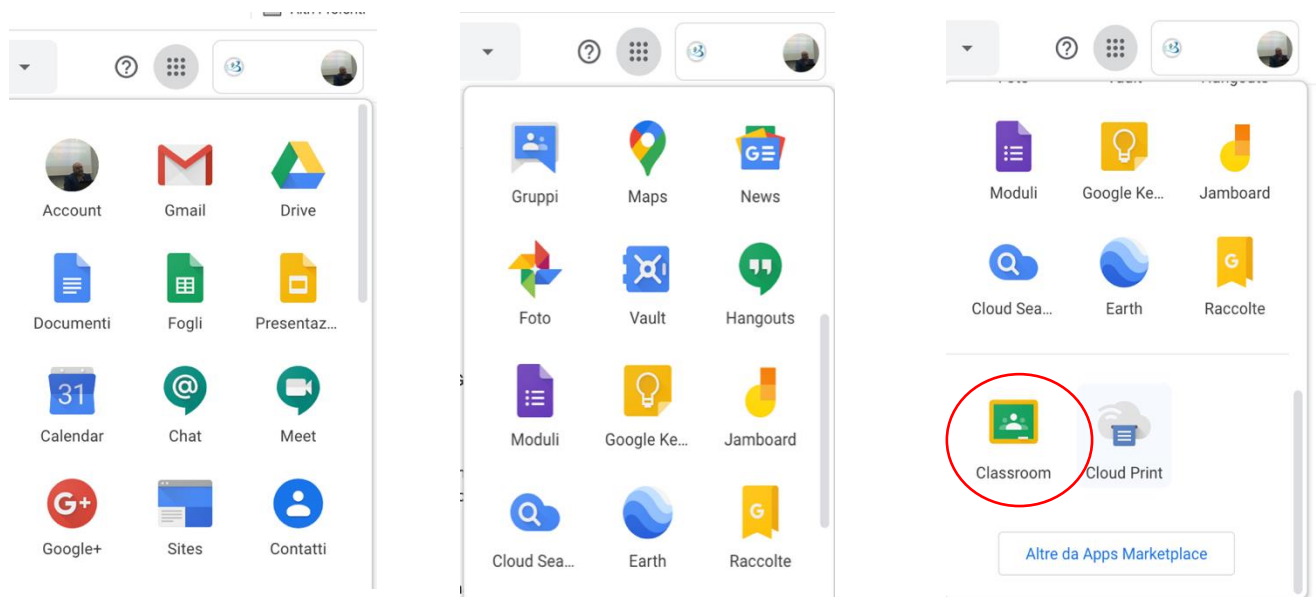 Account Gmail Drive
Documenti Fogli Presentaz...
31
Calendar Chat Meet
G+
Google+ Sites Contatti
GE
Gruppi Maps News
Foto Vault Hangouts
Moduli Google Ke... Jamboard
G
Cloud Sea... Earth Raccolte
Moduli Google Ke... Jamboard
G
Cloud Sea... Earth Raccolte
Classroom Cloud Print
Altre da Apps Marketplace